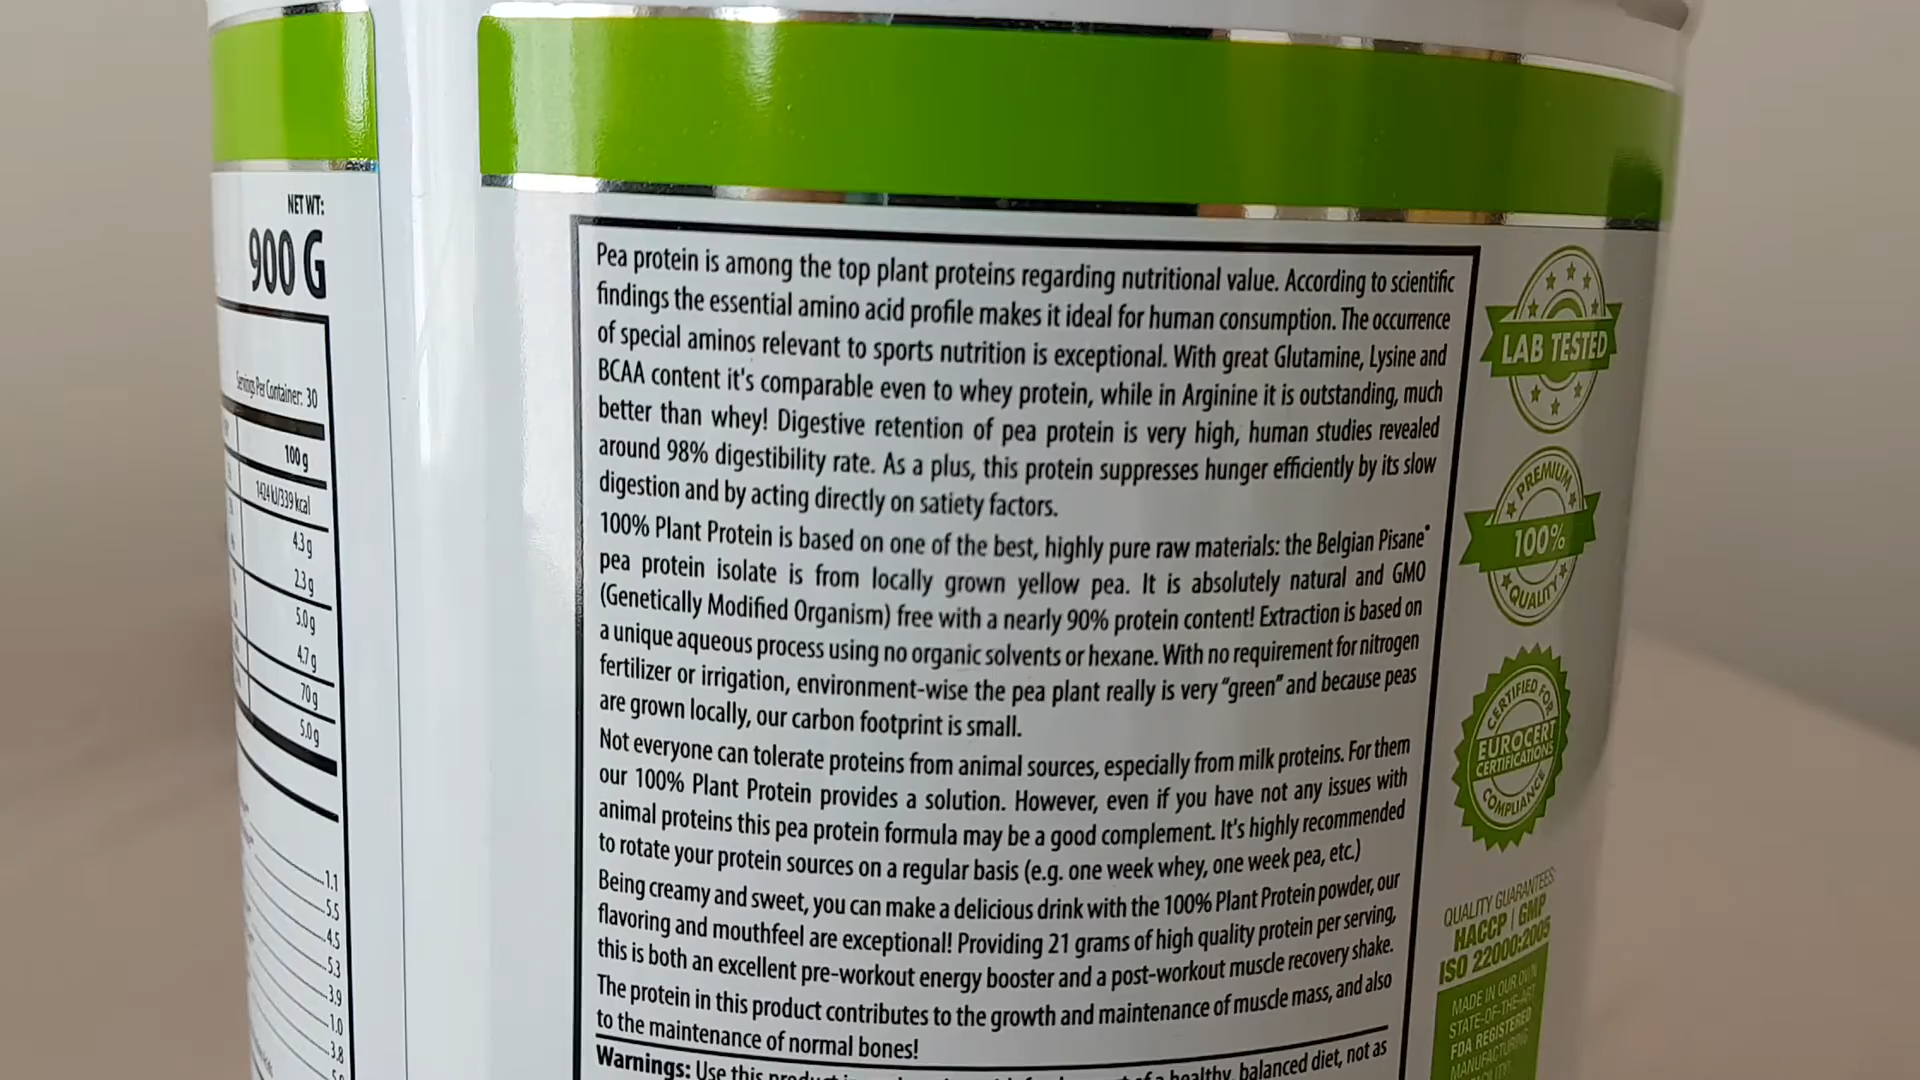 NET WT:
900 G
Servings Per Container: 30
100 g
1424 kJ/339 kcal
4.3 g
2.3 g
5.0 g
4.7 g
70 g
5.0 g
1.1
5.5
4.5
5.3
3.9
1.0
3.8
Pea protein is among the top plant proteins regarding nutritional value. According to scientific
findings the essential amino acid profile makes it ideal for human consumption. The occurrence
of special aminos relevant to sports nutrition is exceptional. With great Glutamine, Lysine and
BCAA content it's comparable even to whey protein, while in Arginine it is outstanding, much
better than whey! Digestive retention of pea protein is very high, human studies revealed
around 98% digestibility rate. As a plus, this protein suppresses hunger efficiently by its slow
digestion and by acting directly on satiety factors.
100% Plant Protein is based on one of the best, highly pure raw materials: the Belgian Pisane®
pea protein isolate is from locally grown yellow pea. It is absolutely natural and GMO
(Genetically Modified Organism) free with a nearly 90% protein content! Extraction is based on
a unique aqueous process using no organic solvents or hexane. With no requirement for nitrogen
fertilizer or irrigation, environment-wise the pea plant really is very “green” and because peas
are grown locally, our carbon footprint is small.
Not everyone can tolerate proteins from animal sources, especially from milk proteins. For them
our 100% Plant Protein provides a solution. However, even if you have not any issues with
animal proteins this pea protein formula may be a good complement. It's highly recommended
to rotate your protein sources on a regular basis (e.g. one week whey, one week pea, etc.)
Being creamy and sweet, you can make a delicious drink with the 100% Plant Protein powder, our
flavoring and mouthfeel are exceptional! Providing 21 grams of high quality protein per serving,
this is both an excellent pre-workout energy booster and a post-workout muscle recovery shake.
The protein in this product contributes to the growth and maintenance of muscle mass, and also
to the maintenance of normal bones!
Warnings: Use this product healthy, balanced diet, not as
LAB TESTED
PREMIUM
100%
QUALITY
CERTIFIED FOR
EUROCERT
CERTIFICATIONS
COMPLIANCE
QUALITY GUARANTEES:
HACCP | GMP
ISO 22000:2005
MADE IN OUR OWN
STATE-OF-THE-ART
FDA REGISTERED
MANUFACTURING